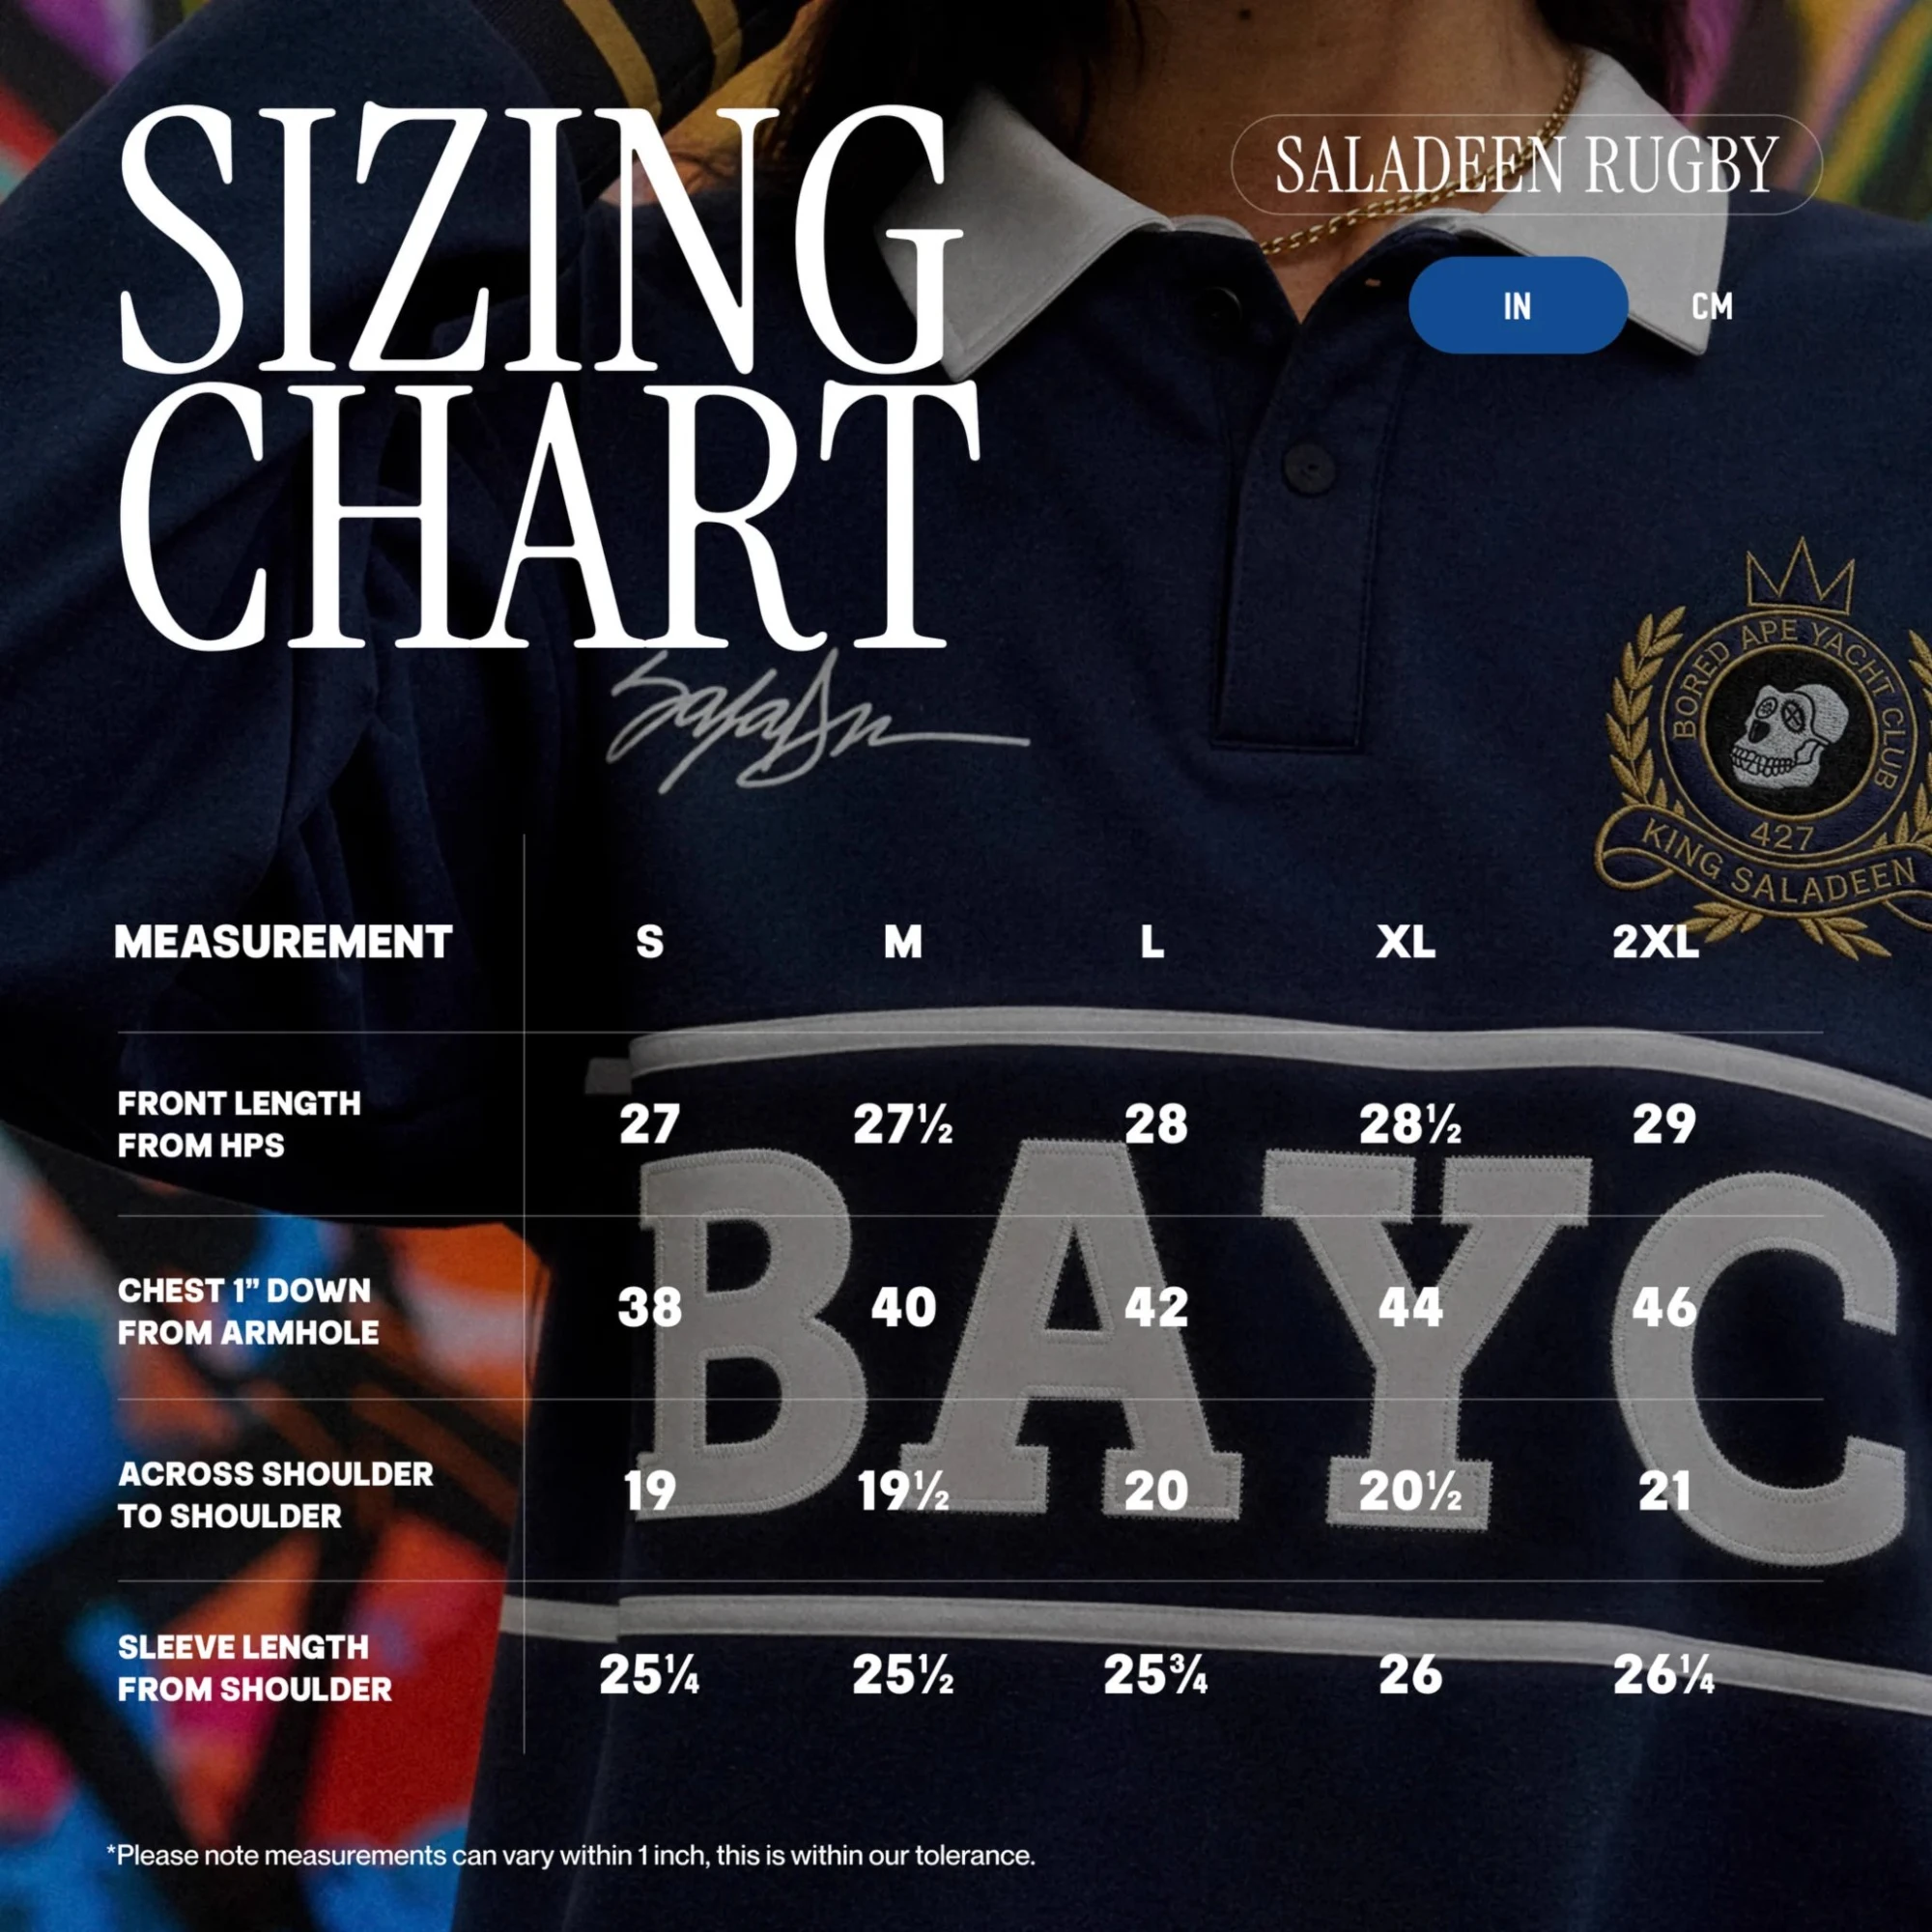 SIZING
CHART
SALADEEN RUGBY
IN CM
Saladeen
BORED APE YACHT CLUB
427
KING SALADEEN
MEASUREMENT S M L XL 2XL
FRONT LENGTH
FROM HPS
27 27½ 28 28½ 29
CHEST 1” DOWN
FROM ARMHOLE
38 40 42 44 46
ACROSS SHOULDER
TO SHOULDER
19 19½ 20 20½ 21
SLEEVE LENGTH
FROM SHOULDER
25¼ 25½ 25¾ 26 26¼
BAYC
*Please note measurements can vary within 1 inch, this is within our tolerance.